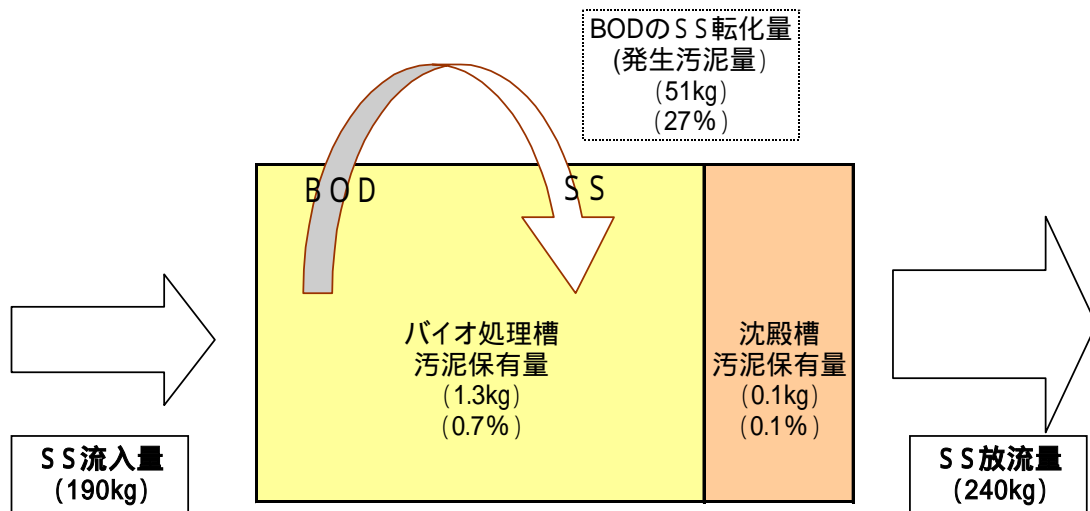 BODのＳＳ転化量
(発生汚泥量)
(51kg)
(27%)
ＢＯＤ
ＳＳ
バイオ処理槽
汚泥保有量
(1.3kg)
(0.7%)
沈殿槽
汚泥保有量
(0.1kg)
(0.1%)
ＳＳ流入量
(190kg)
ＳＳ放流量
(240kg)